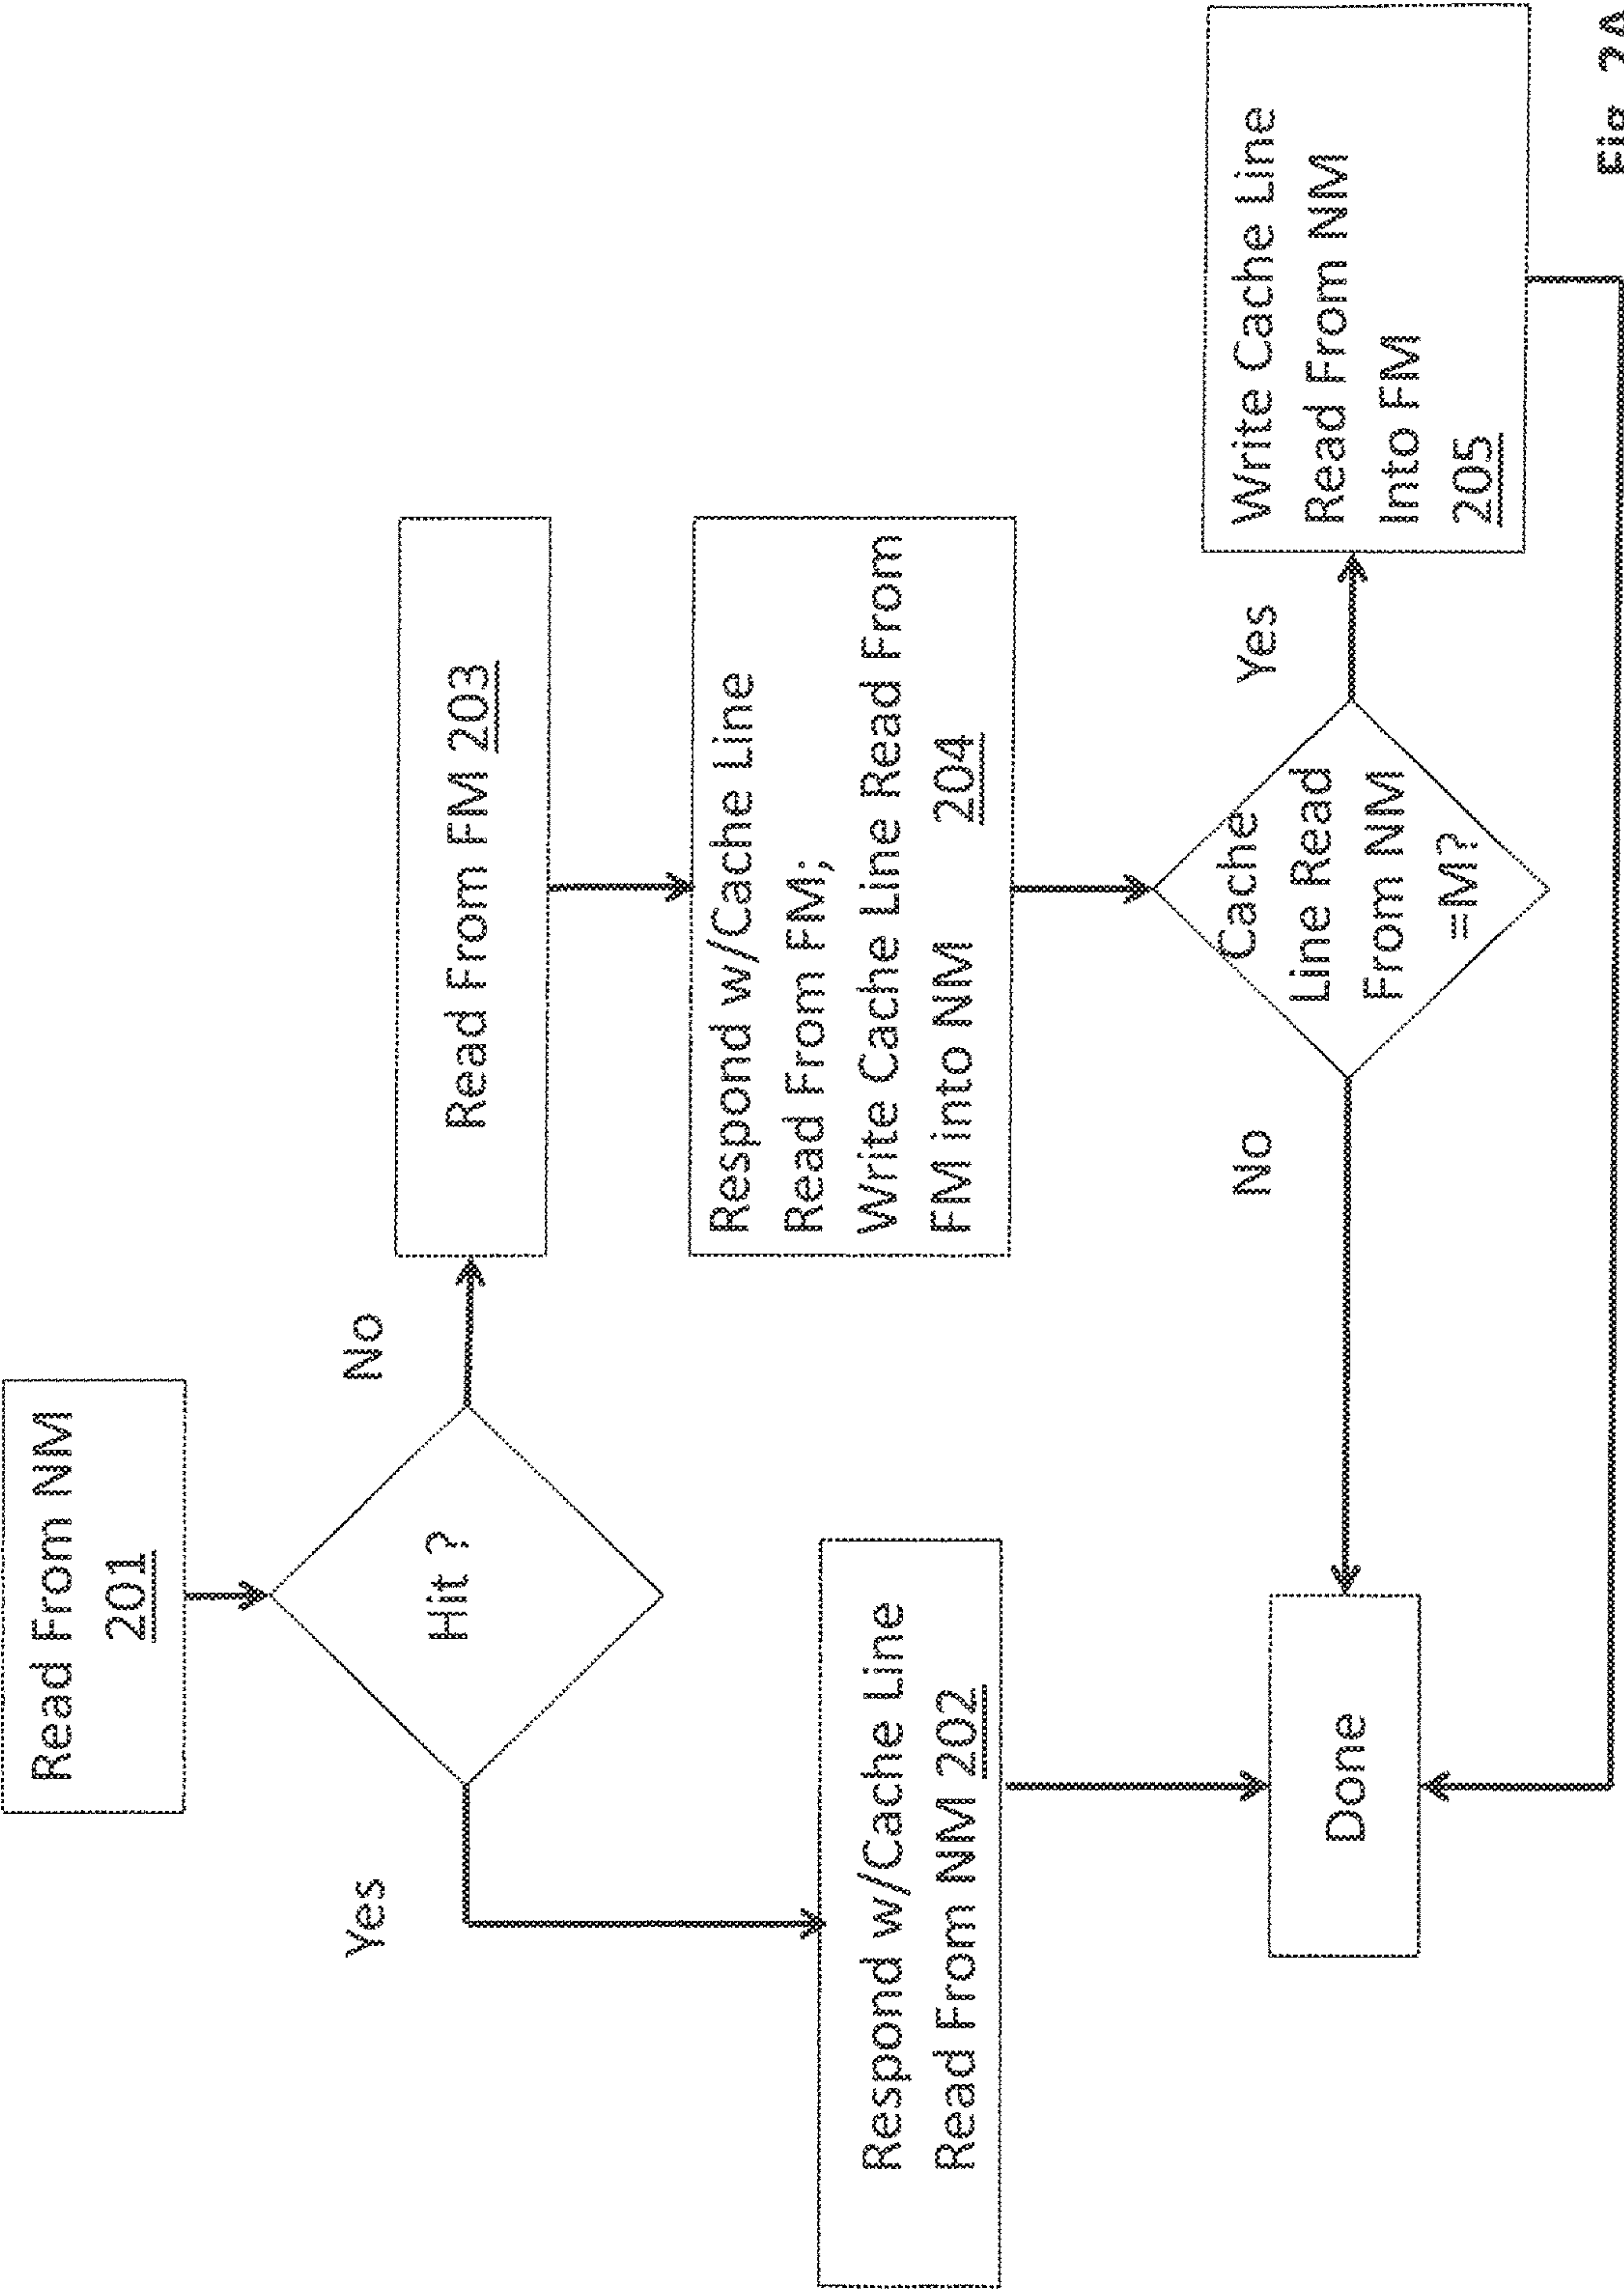 Read From NM
201
Hit ?
No
Yes
Read From FM 203
Respond w/Cache Line
Read From FM;
Write Cache Line Read From
FM into NM 204
Respond w/Cache Line
Read From NM 202
Cache
Line Read
From NM
=M?
No
Yes
Write Cache Line
Read From NM
Into FM
205
Done
Fig. 2A